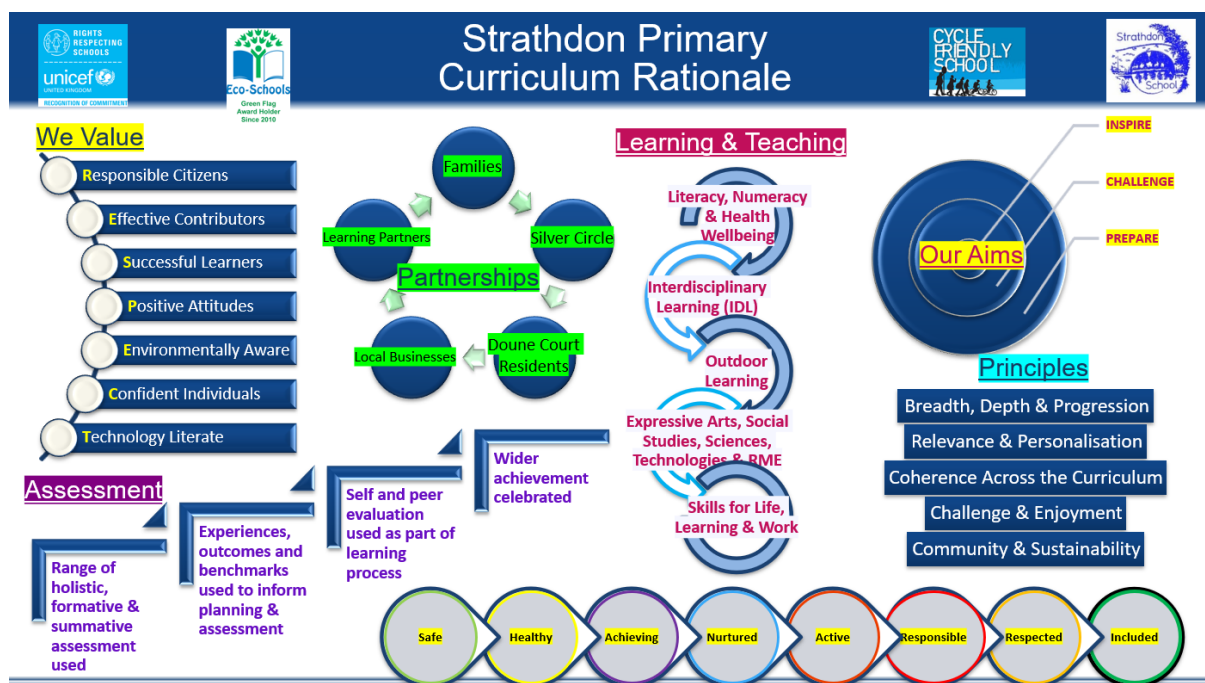 RIGHTS
RESPECTING
SCHOOLS
unicef
UNITED KINGDOM
RECOGNITION OF COMMITMENT
Eco-Schools
Green Flag
Award Holder
Since 2010
Strathdon Primary
Curriculum Rationale
CYCLE
FRIENDLY
SCHOOL
Strathdon
School
We Value
Responsible Citizens
Effective Contributors
Successful Learners
Positive Attitudes
Environmentally Aware
Confident Individuals
Technology Literate
Families
Silver Circle
Doune Court
Residents
Local Businesses
Learning Partners
Partnerships
Learning & Teaching
Literacy, Numeracy
& Health
Wellbeing
Interdisciplinary
Learning (IDL)
Outdoor
Learning
Expressive Arts, Social
Studies, Sciences,
Technologies & RME
Skills for Life,
Learning & Work
INSPIRE
CHALLENGE
PREPARE
Our Aims
Principles
Breadth, Depth & Progression
Relevance & Personalisation
Coherence Across the Curriculum
Challenge & Enjoyment
Community & Sustainability
Assessment
Range of
holistic,
formative &
summative
assessment
used
Experiences,
outcomes and
benchmarks
used to inform
planning &
assessment
Self and peer
evaluation
used as part of
learning
process
Wider
achievement
celebrated
Safe
Healthy
Achieving
Nurtured
Active
Responsible
Respected
Included